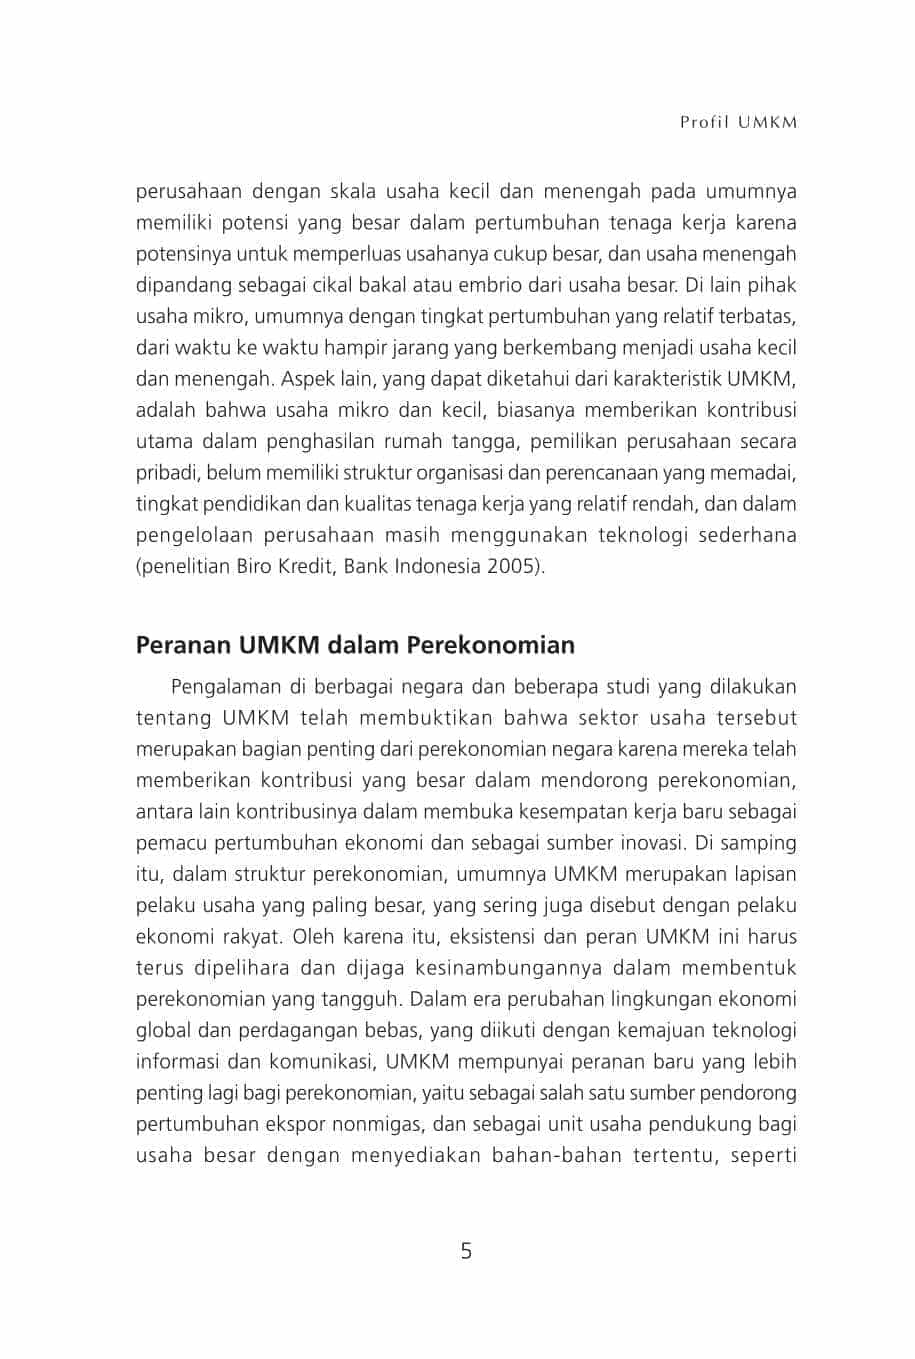 Profil UMKM
perusahaan dengan skala usaha kecil dan menengah pada umumnya
memiliki potensi yang besar dalam pertumbuhan tenaga kerja karena
potensinya untuk memperluas usahanya cukup besar, dan usaha menengah
dipandang sebagai cikal bakal atau embrio dari usaha besar. Di lain pihak
usaha mikro, umumnya dengan tingkat pertumbuhan yang relatif terbatas,
dari waktu ke waktu hampir jarang yang berkembang menjadi usaha kecil
dan menengah. Aspek lain, yang dapat diketahui dari karakteristik UMKM,
adalah bahwa usaha mikro dan kecil, biasanya memberikan kontribusi
utama dalam penghasilan rumah tangga, pemilikan perusahaan secara
pribadi, belum memiliki struktur organisasi dan perencanaan yang memadai,
tingkat pendidikan dan kualitas tenaga kerja yang relatif rendah, dan dalam
pengelolaan perusahaan masih menggunakan teknologi sederhana
(penelitian Biro Kredit, Bank Indonesia 2005).
Peranan UMKM dalam Perekonomian
Pengalaman di berbagai negara dan beberapa studi yang dilakukan
tentang UMKM telah membuktikan bahwa sektor usaha tersebut
merupakan bagian penting dari perekonomian negara karena mereka telah
memberikan kontribusi yang besar dalam mendorong perekonomian,
antara lain kontribusinya dalam membuka kesempatan kerja baru sebagai
pemacu pertumbuhan ekonomi dan sebagai sumber inovasi. Di samping
itu, dalam struktur perekonomian, umumnya UMKM merupakan lapisan
pelaku usaha yang paling besar, yang sering juga disebut dengan pelaku
ekonomi rakyat. Oleh karena itu, eksistensi dan peran UMKM ini harus
terus dipelihara dan dijaga kesinambungannya dalam membentuk
perekonomian yang tangguh. Dalam era perubahan lingkungan ekonomi
global dan perdagangan bebas, yang diikuti dengan kemajuan teknologi
informasi dan komunikasi, UMKM mempunyai peranan baru yang lebih
penting lagi bagi perekonomian, yaitu sebagai salah satu sumber pendorong
pertumbuhan ekspor nonmigas, dan sebagai unit usaha pendukung bagi
usaha besar dengan menyediakan bahan-bahan tertentu, seperti
5